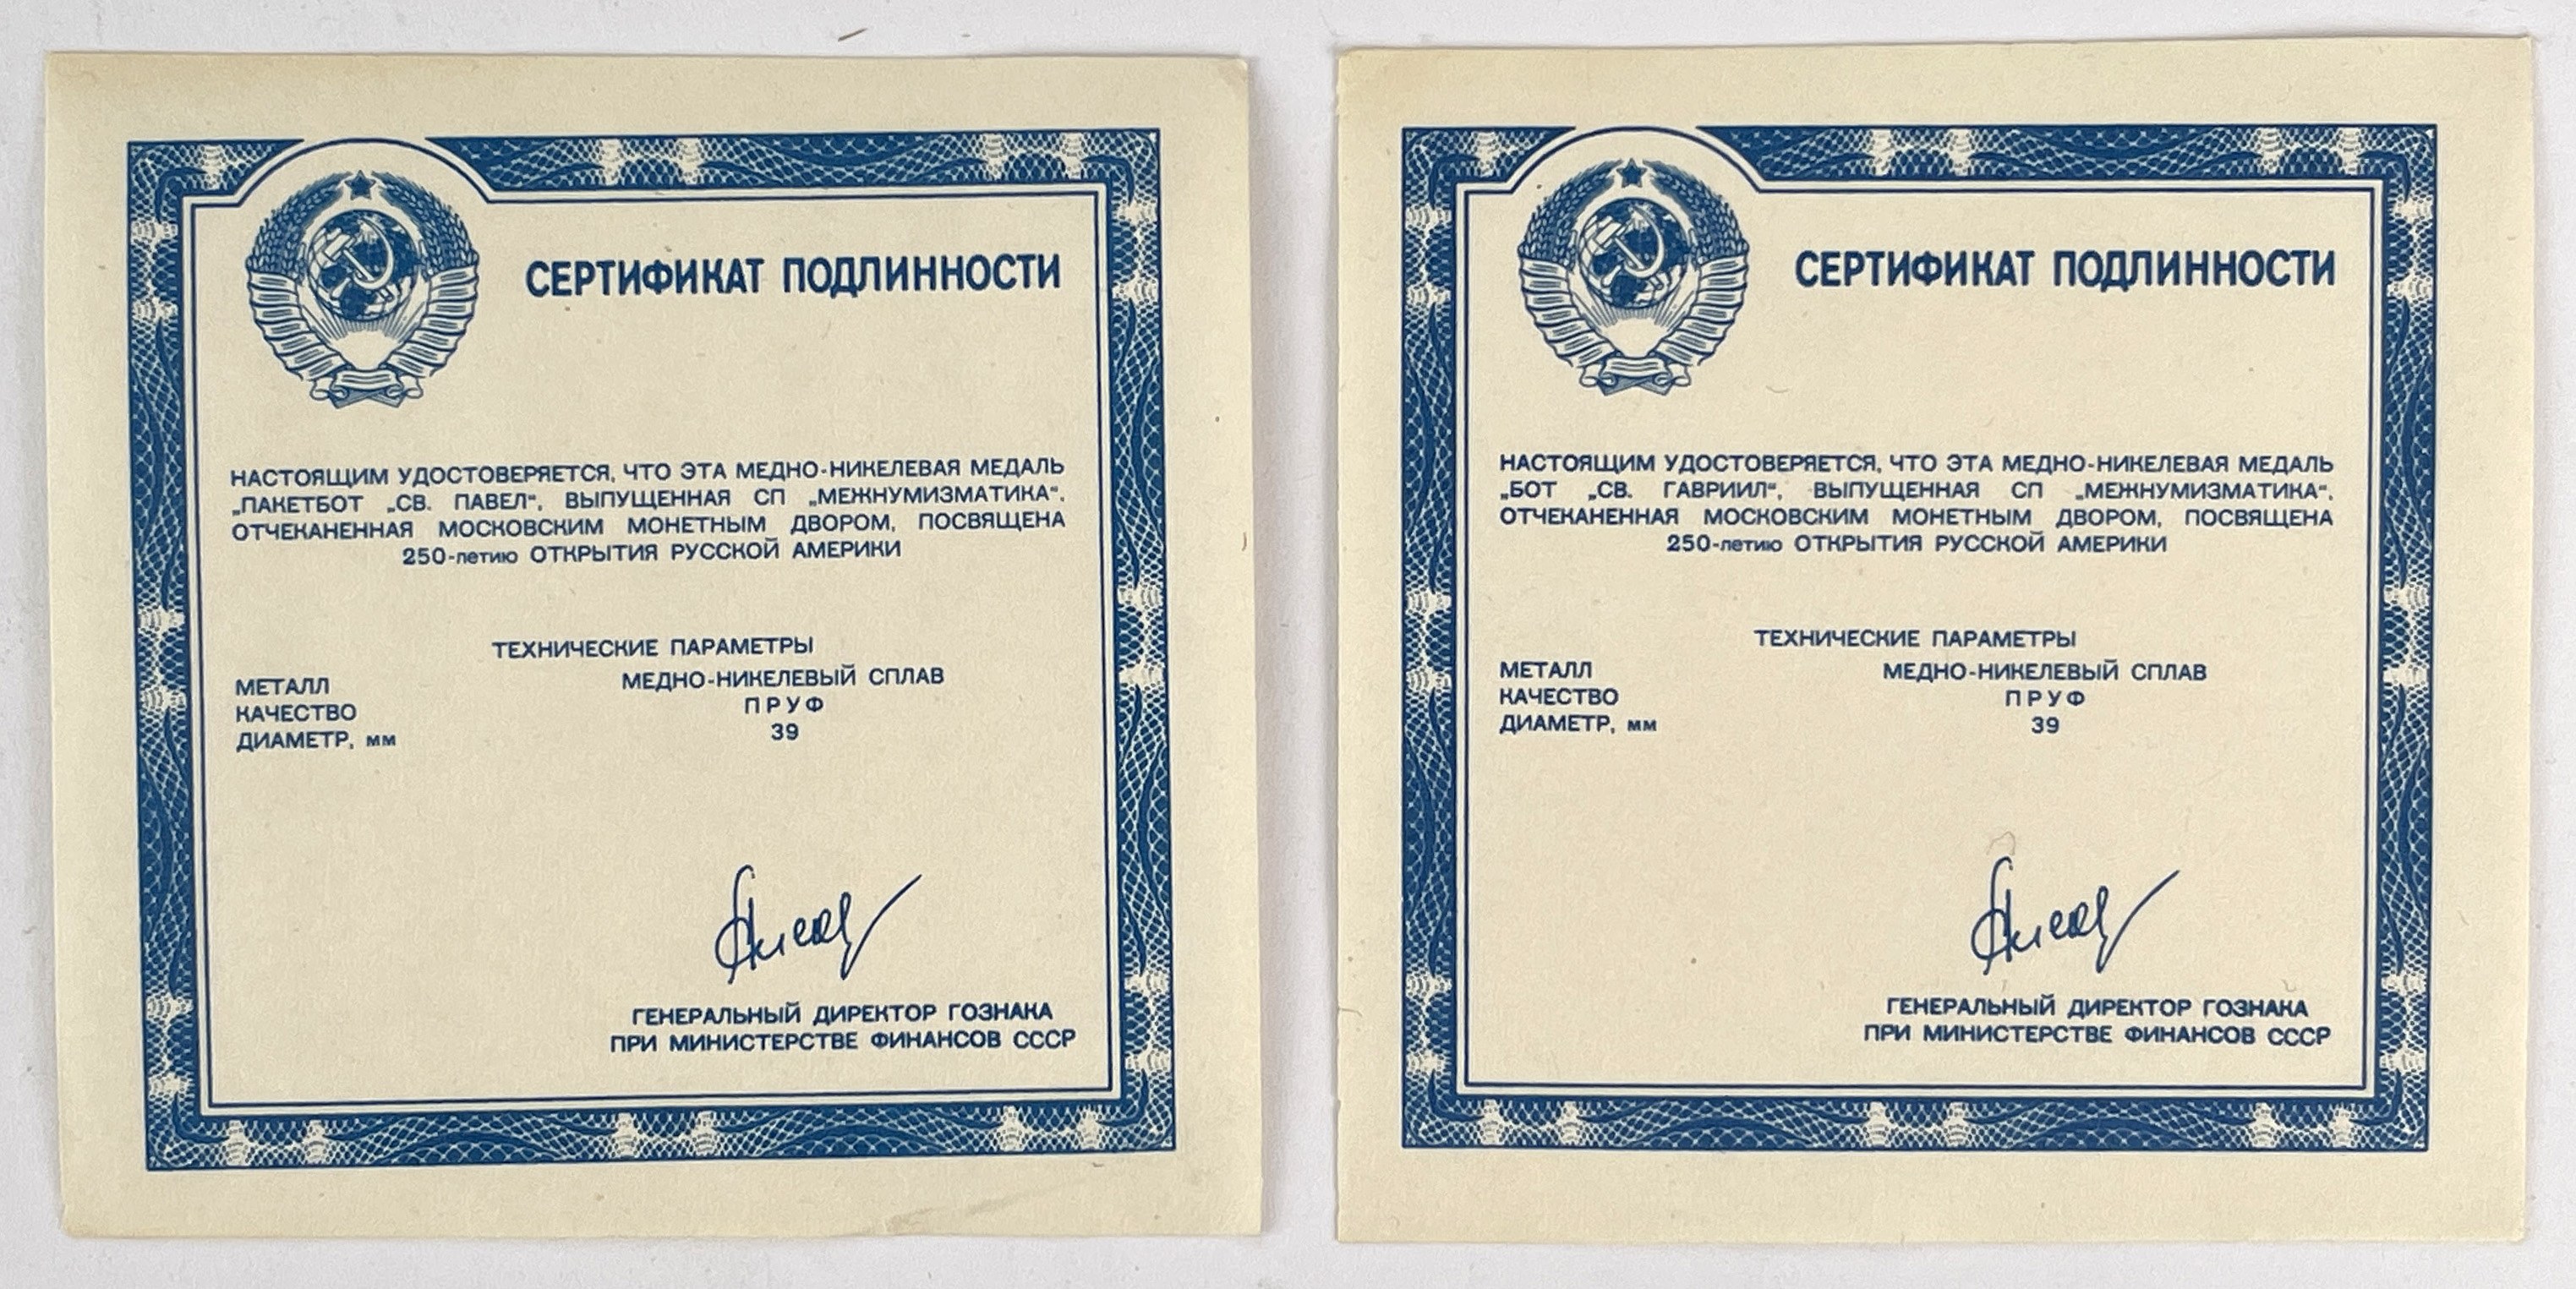 СЕРТИФИКАТ ПОДЛИННОСТИ
НАСТОЯЩИМ УДОСТОВЕРЯЕТСЯ, ЧТО ЭТА МЕДНО-НИКЕЛЕВАЯ МЕДАЛЬ
„ПАКЕТБОТ „СВ. ПАВЕЛ“, ВЫПУЩЕННАЯ СП „МЕЖНУМИЗМАТИКА“,
ОТЧЕКАНЕННАЯ МОСКОВСКИМ МОНЕТНЫМ ДВОРОМ, ПОСВЯЩЕНА
250-летию ОТКРЫТИЯ РУССКОЙ АМЕРИКИ
ТЕХНИЧЕСКИЕ ПАРАМЕТРЫ
МЕТАЛЛ МЕДНО-НИКЕЛЕВЫЙ СПЛАВ
КАЧЕСТВО ПРУФ
ДИАМЕТР, мм 39
ГЕНЕРАЛЬНЫЙ ДИРЕКТОР ГОЗНАКА
ПРИ МИНИСТЕРСТВЕ ФИНАНСОВ СССР
СЕРТИФИКАТ ПОДЛИННОСТИ
НАСТОЯЩИМ УДОСТОВЕРЯЕТСЯ, ЧТО ЭТА МЕДНО-НИКЕЛЕВАЯ МЕДАЛЬ
„БОТ „СВ. ГАВРИИЛ“, ВЫПУЩЕННАЯ СП „МЕЖНУМИЗМАТИКА“,
ОТЧЕКАНЕННАЯ МОСКОВСКИМ МОНЕТНЫМ ДВОРОМ, ПОСВЯЩЕНА
250-летию ОТКРЫТИЯ РУССКОЙ АМЕРИКИ
ТЕХНИЧЕСКИЕ ПАРАМЕТРЫ
МЕТАЛЛ МЕДНО-НИКЕЛЕВЫЙ СПЛАВ
КАЧЕСТВО ПРУФ
ДИАМЕТР, мм 39
ГЕНЕРАЛЬНЫЙ ДИРЕКТОР ГОЗНАКА
ПРИ МИНИСТЕРСТВЕ ФИНАНСОВ СССР